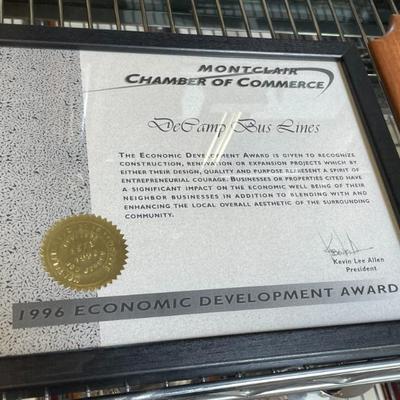 MONTCLAIR
CHAMBER OF COMMERCE
DeCamp Bus Lines
THE ECONOMIC DEVELOPMENT AWARD IS GIVEN TO RECOGNIZE
CONSTRUCTION, RENOVATION OR EXPANSION PROJECTS WHICH BY
EITHER THEIR DESIGN, QUALITY AND PURPOSE REPRESENT A SPIRIT OF
ENTREPRENEURIAL COURAGE. BUSINESSES OR PROPERTIES CITED HAVE
A SIGNIFICANT IMPACT ON THE ECONOMIC WELL BEING OF THEIR
NEIGHBOR BUSINESSES IN ADDITION TO BLENDING WITH AND
ENHANCING THE LOCAL OVERALL AESTHETIC OF THE SURROUNDING
COMMUNITY.
Kevin Lee Allen
President
1996 ECONOMIC DEVELOPMENT AWARD